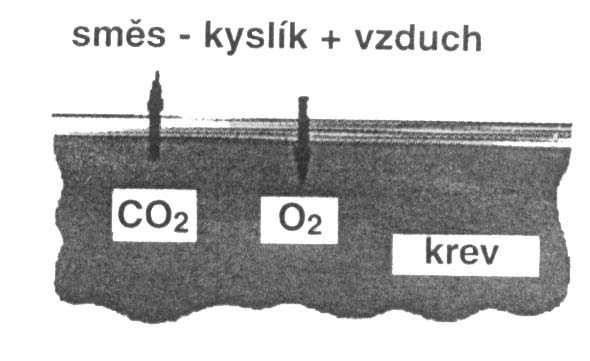 směs - kyslík + vzduch
CO₂
O₂
krev